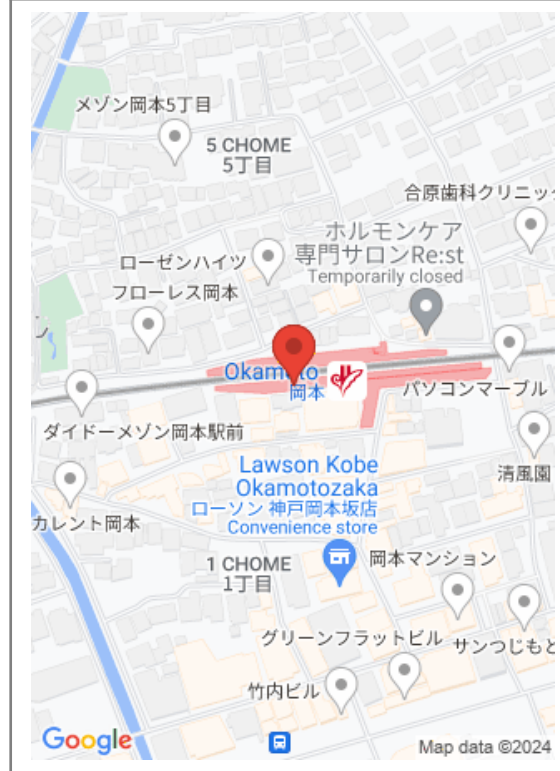 メゾン岡本5丁目
5 CHOME
5丁目
合原歯科クリニック
ホルモンケア
専門サロンRe:st
Temporarily closed
ローゼンハイツ
フローレス岡本
ン
Okamoto
岡本
パソコンマーブル
ダイドーメゾン岡本駅前
Lawson Kobe
Okamotozaka
ローソン 神戸岡本坂店
Convenience store
清風園
カレント岡本
1 CHOME
1丁目
岡本マンション
グリーンフラットビル
サンつじもと
竹内ビル
Google
Map data ©2024